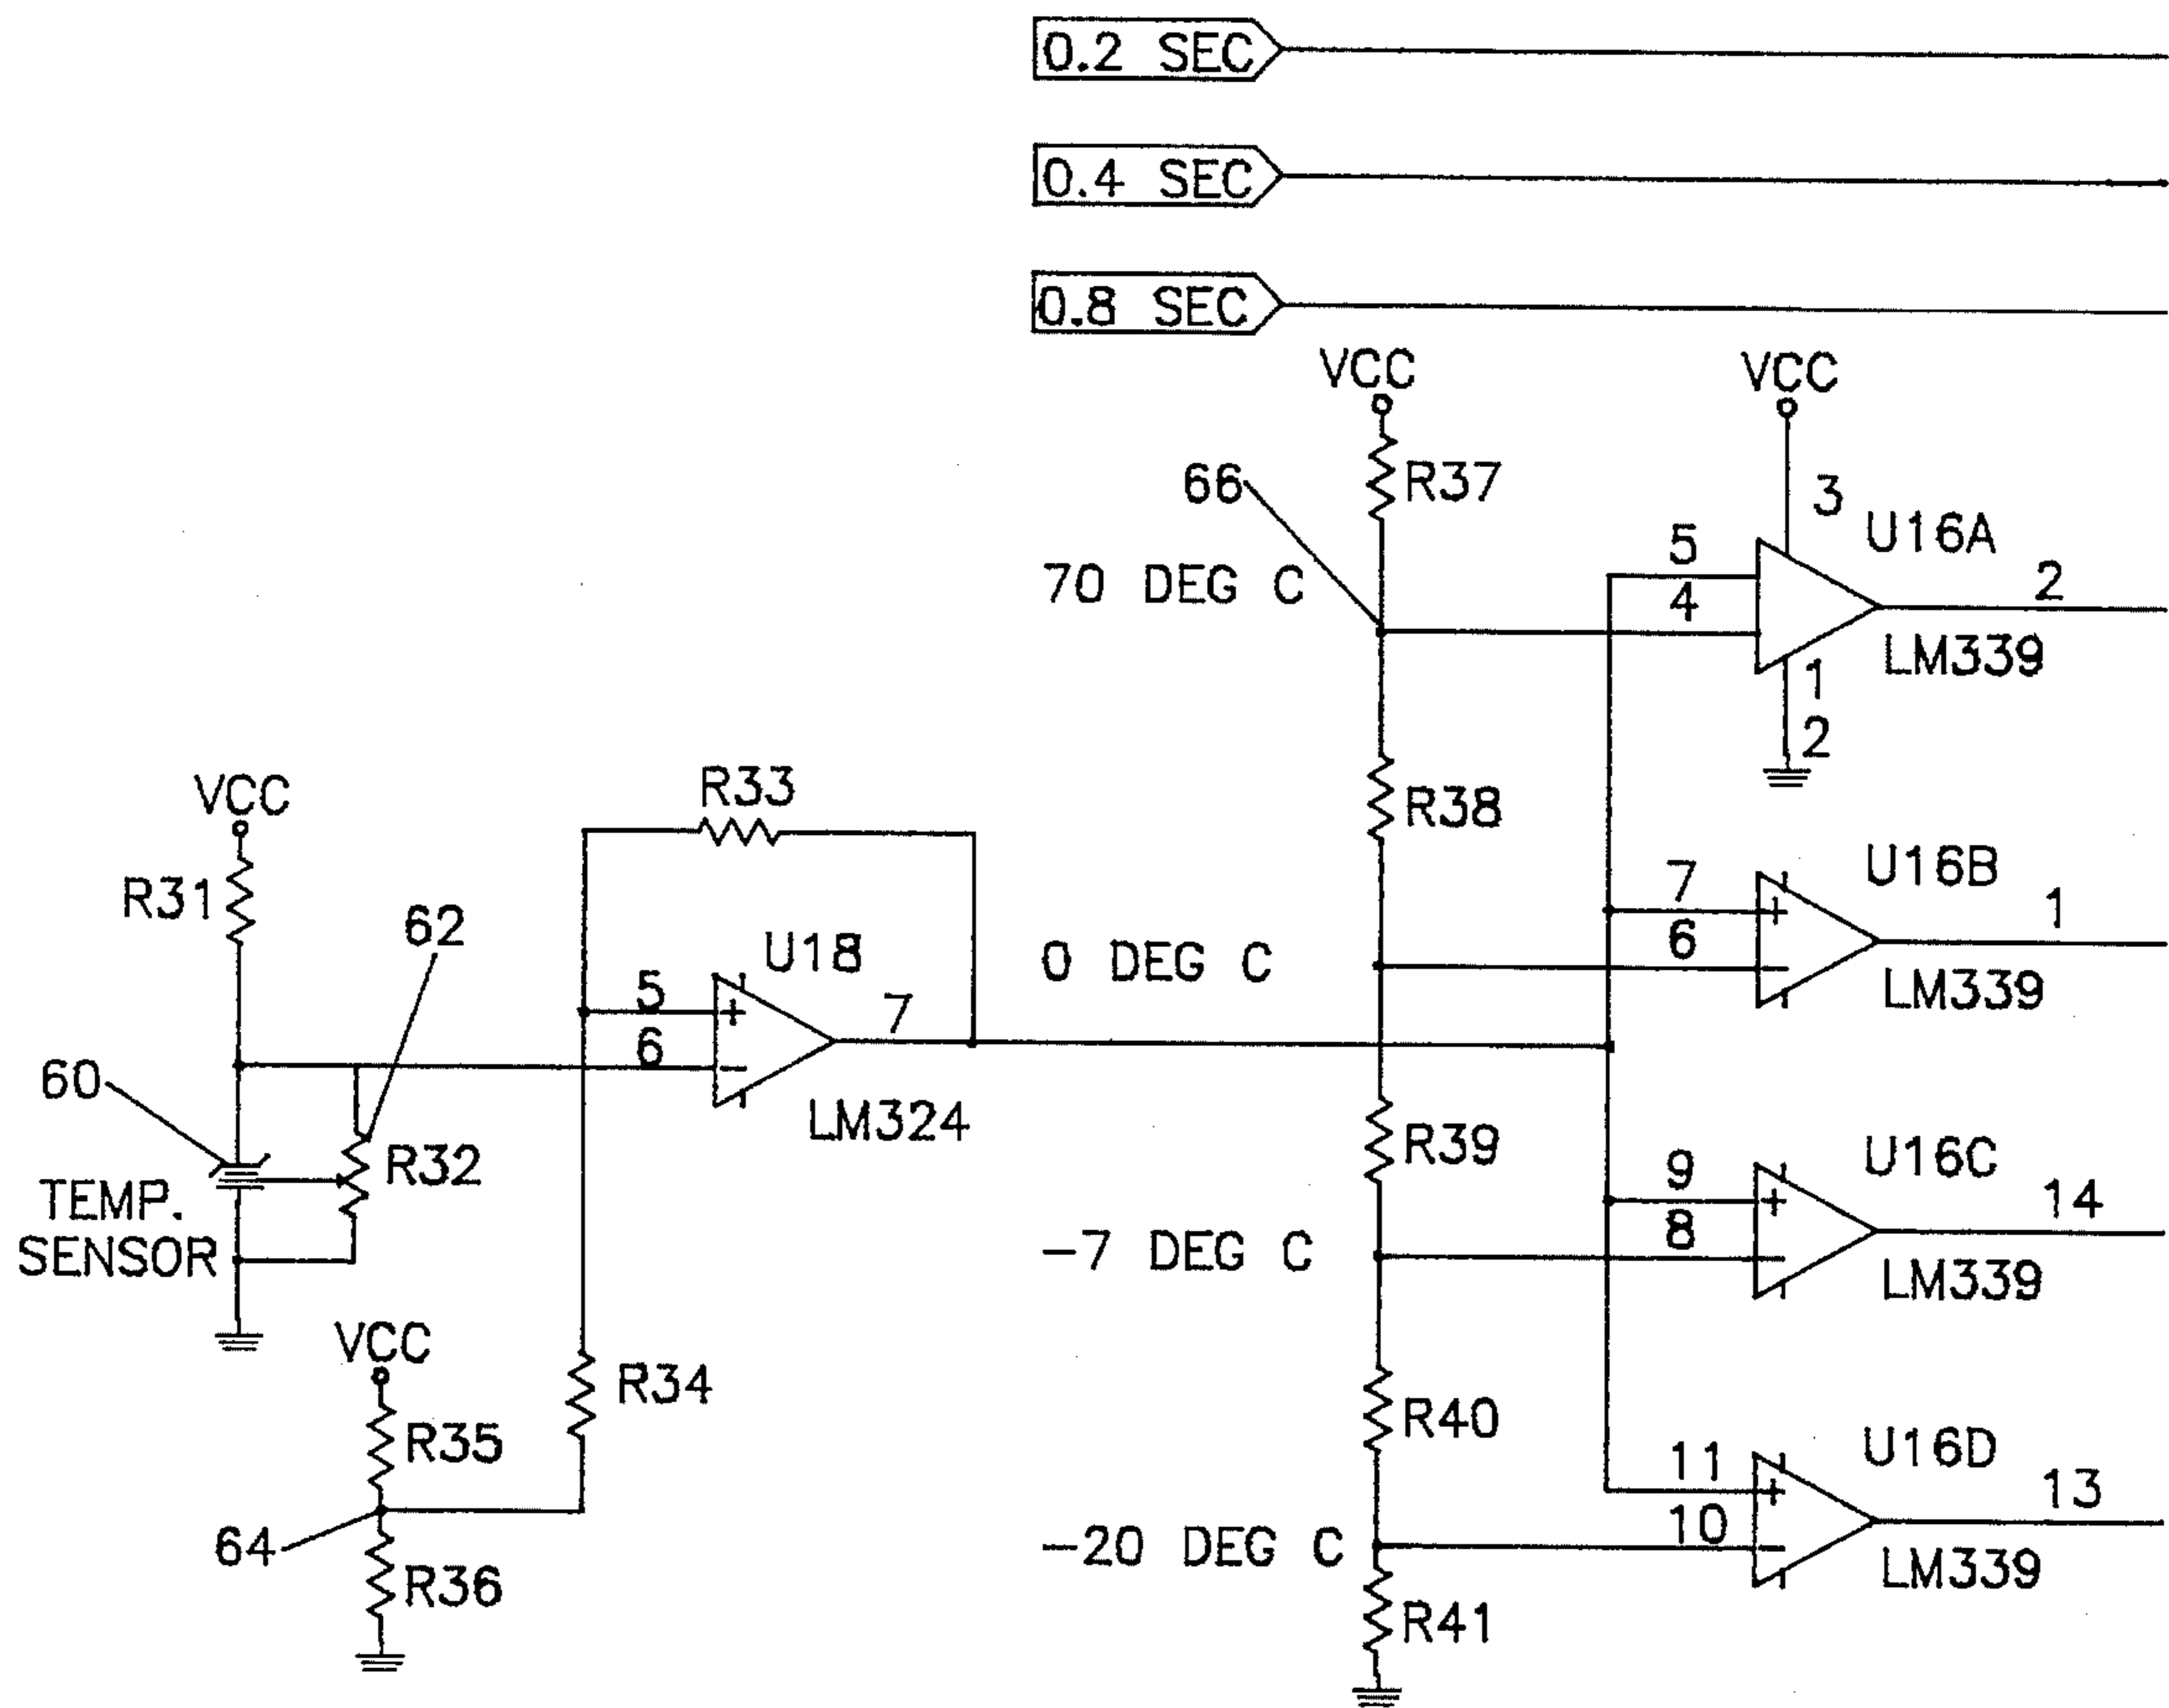 0.2 SEC
0.4 SEC
0.8 SEC
VCC
VCC
66
R37
3
U16A
70 DEG C
5
4
2
LM339
1
2
VCC
R33
R38
R31
62
U18
0 DEG C
7
6
U16B
1
LM339
5
+
6
-
7
+
-
60
LM324
R39
TEMP.
SENSOR
R32
9
8
+
-
U16C
14
LM339
-7 DEG C
VCC
R34
R35
R40
64
R36
-20 DEG C
11
10
+
-
U16D
13
LM339
R41